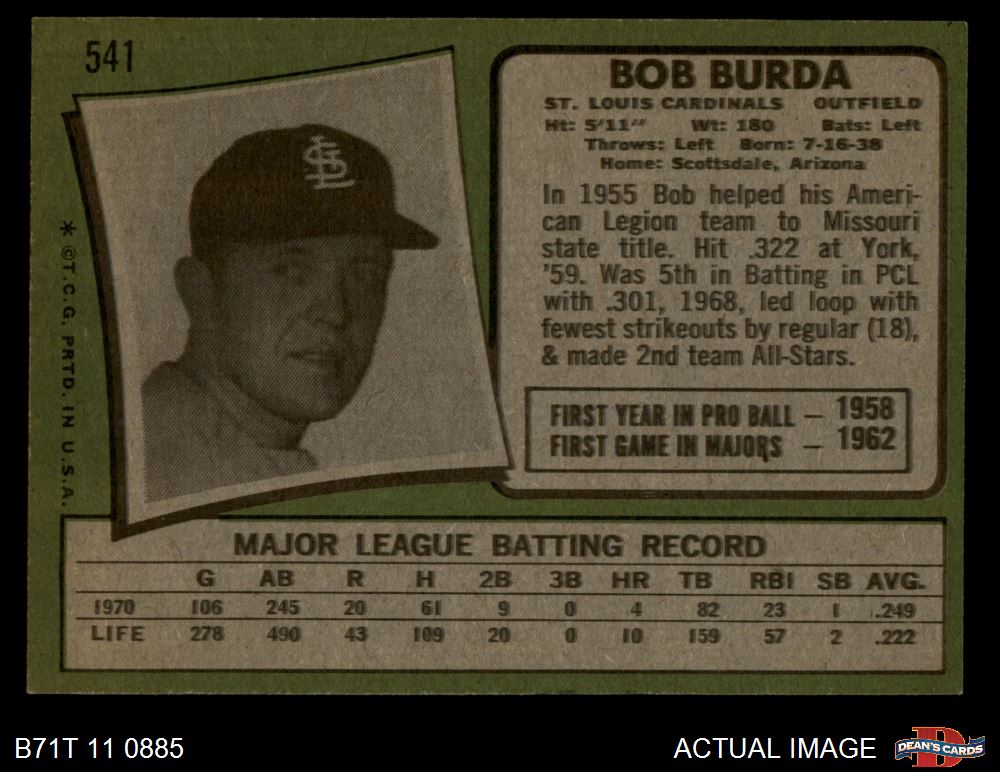 541
BOB BURDA
ST. LOUIS CARDINALS OUTFIELD
Ht: 5'11" Wt: 180 Bats: Left
Throws: Left Born: 7-16-38
Home: Scottsdale, Arizona
In 1955 Bob helped his Ameri-
can Legion team to Missouri
state title. Hit .322 at York,
'59. Was 5th in Batting in PCL
with .301, 1968, led loop with
fewest strikeouts by regular (18),
& made 2nd team All-Stars.
FIRST YEAR IN PRO BALL — 1958
FIRST GAME IN MAJORS — 1962
* ©T.C.G. PRTD. IN U.S.A.
StL
MAJOR LEAGUE BATTING RECORD
G AB R H 2B 3B HR TB RBI SB AVG.
1970 106 245 20 61 9 0 4 82 23 1 .249
LIFE 278 490 43 109 20 0 10 159 57 2 .222
B71T 11 0885
ACTUAL IMAGE
D
DEAN'S CARDS